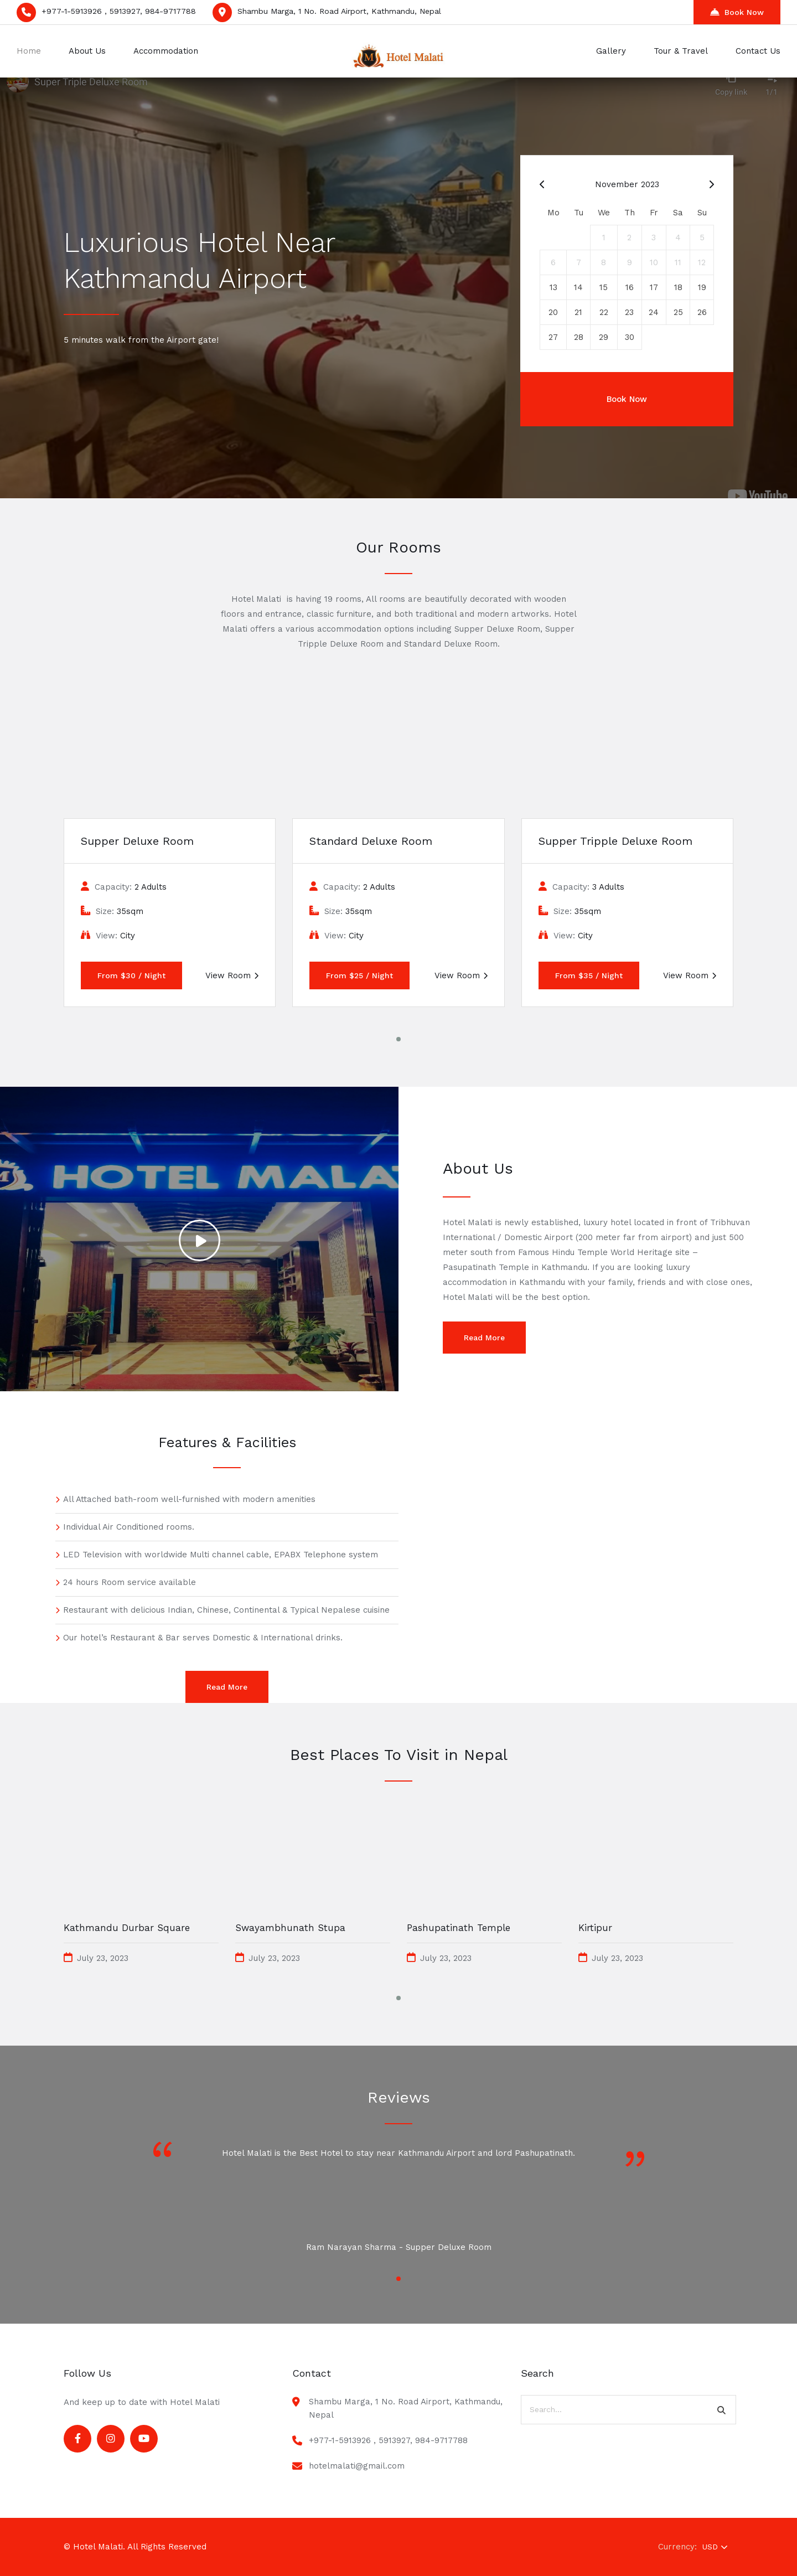 +977-1-5913926 , 5913927, 984-9717788
Shambu Marga, 1 No. Road Airport, Kathmandu, Nepal
Book Now
Home
About Us
Accommodation
M
Hotel Malati
Gallery
Tour & Travel
Contact Us
Super Triple Deluxe Room
Copy link
1/1
Luxurious Hotel Near
Kathmandu Airport
5 minutes walk from the Airport gate!
November 2023
Mo Tu We Th Fr Sa Su
1 2 3 4 5
6 7 8 9 10 11 12
13 14 15 16 17 18 19
20 21 22 23 24 25 26
27 28 29 30
Book Now
YouTube
Our Rooms
Hotel Malati  is having 19 rooms, All rooms are beautifully decorated with wooden
floors and entrance, classic furniture, and both traditional and modern artworks. Hotel
Malati offers a various accommodation options including Supper Deluxe Room, Supper
Tripple Deluxe Room and Standard Deluxe Room.
Supper Deluxe Room
Capacity: 2 Adults
Size: 35sqm
View: City
From $30 / Night
View Room
Standard Deluxe Room
Capacity: 2 Adults
Size: 35sqm
View: City
From $25 / Night
View Room
Supper Tripple Deluxe Room
Capacity: 3 Adults
Size: 35sqm
View: City
From $35 / Night
View Room
HOTEL MALAT
About Us
Hotel Malati is newly established, luxury hotel located in front of Tribhuvan
International / Domestic Airport (200 meter far from airport) and just 500
meter south from Famous Hindu Temple World Heritage site –
Pasupatinath Temple in Kathmandu. If you are looking luxury
accommodation in Kathmandu with your family, friends and with close ones,
Hotel Malati will be the best option.
Read More
Features & Facilities
All Attached bath-room well-furnished with modern amenities
Individual Air Conditioned rooms.
LED Television with worldwide Multi channel cable, EPABX Telephone system
24 hours Room service available
Restaurant with delicious Indian, Chinese, Continental & Typical Nepalese cuisine
Our hotel’s Restaurant & Bar serves Domestic & International drinks.
Read More
Best Places To Visit in Nepal
Kathmandu Durbar Square
July 23, 2023
Swayambhunath Stupa
July 23, 2023
Pashupatinath Temple
July 23, 2023
Kirtipur
July 23, 2023
Reviews
“
Hotel Malati is the Best Hotel to stay near Kathmandu Airport and lord Pashupatinath.
”
Ram Narayan Sharma - Supper Deluxe Room
Follow Us
And keep up to date with Hotel Malati
Contact
Shambu Marga, 1 No. Road Airport, Kathmandu,
Nepal
+977-1-5913926 , 5913927, 984-9717788
hotelmalati@gmail.com
Search
Search...
© Hotel Malati. All Rights Reserved
Currency: USD